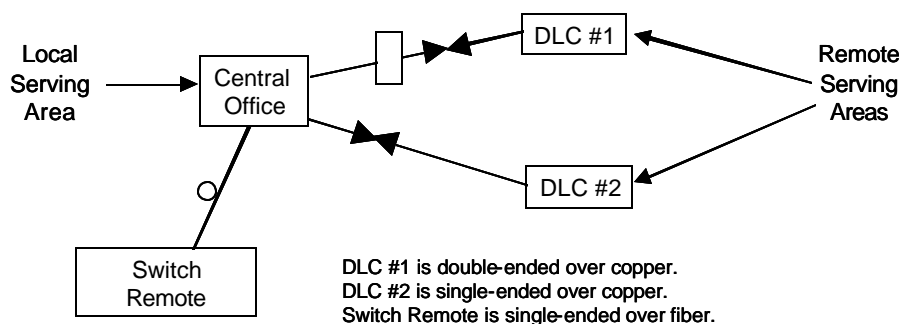 Local
Serving
Area
Central
Office
DLC #1
DLC #2
Remote
Serving
Areas
Switch
Remote
DLC #1 is double-ended over copper.
DLC #2 is single-ended over copper.
Switch Remote is single-ended over fiber.